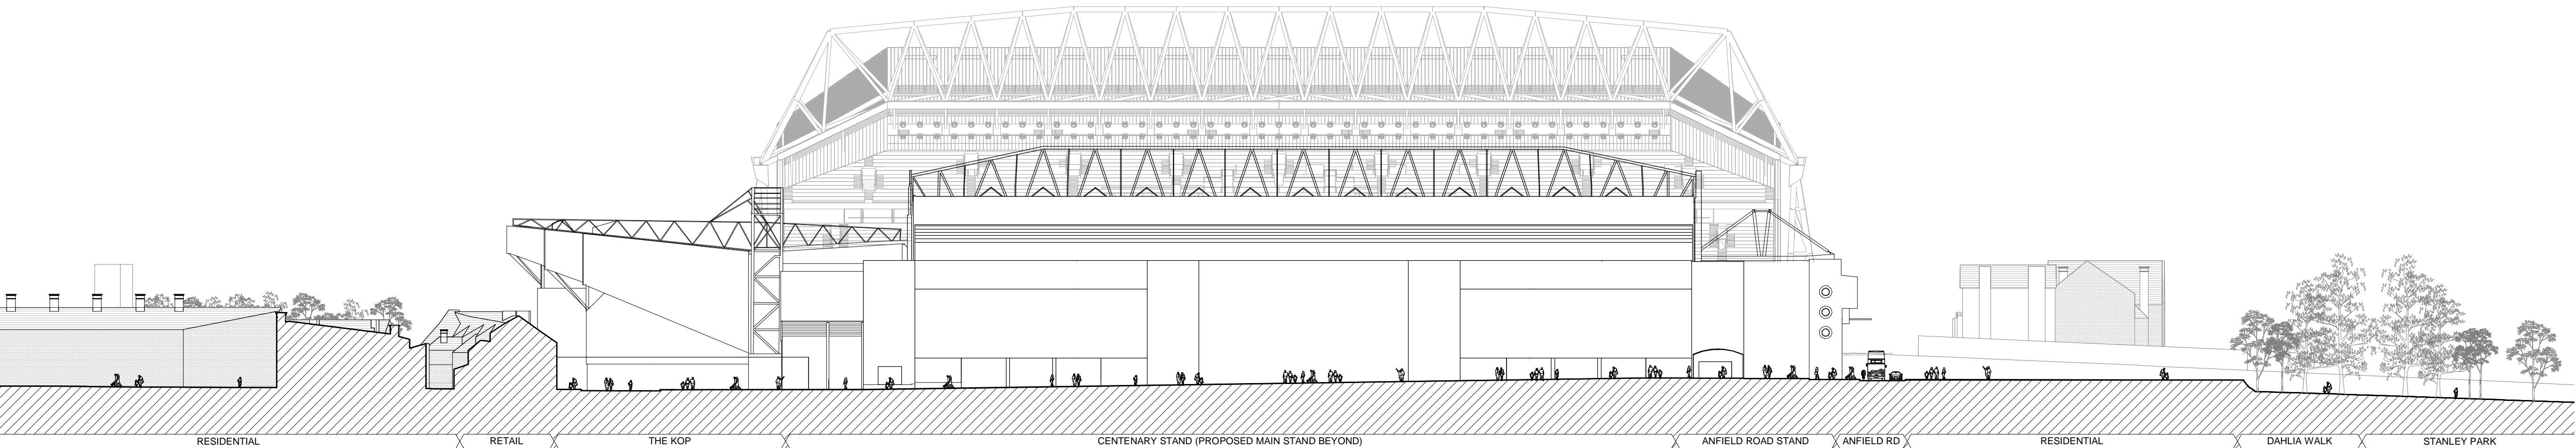 RESIDENTIAL
RETAIL
THE KOP
CENTENARY STAND (PROPOSED MAIN STAND BEYOND)
ANFIELD ROAD STAND
ANFIELD RD
RESIDENTIAL
DAHLIA WALK
STANLEY PARK